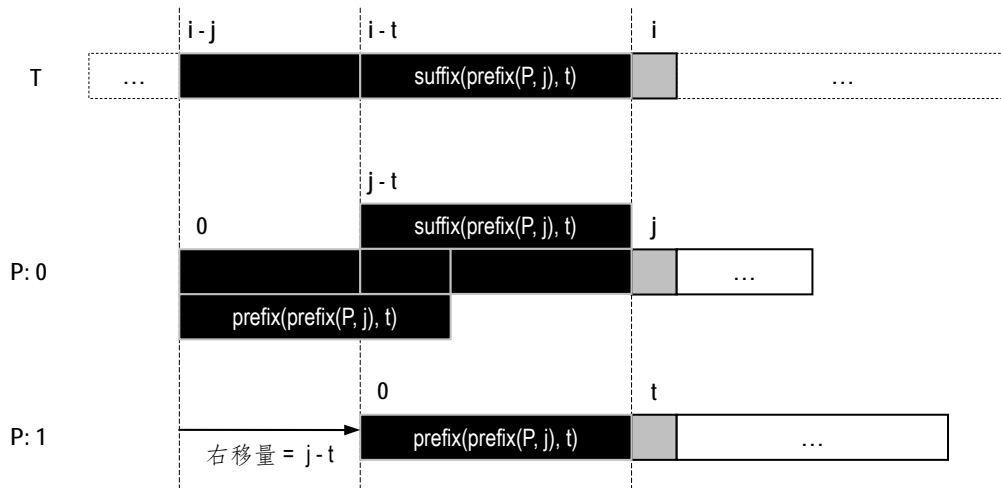 i - j i - t i
T … suffix(prefix(P, j), t) …
j - t
0 suffix(prefix(P, j), t) j
P: 0 …
prefix(prefix(P, j), t)
0 t
P: 1 prefix(prefix(P, j), t) …
右移量 = j - t